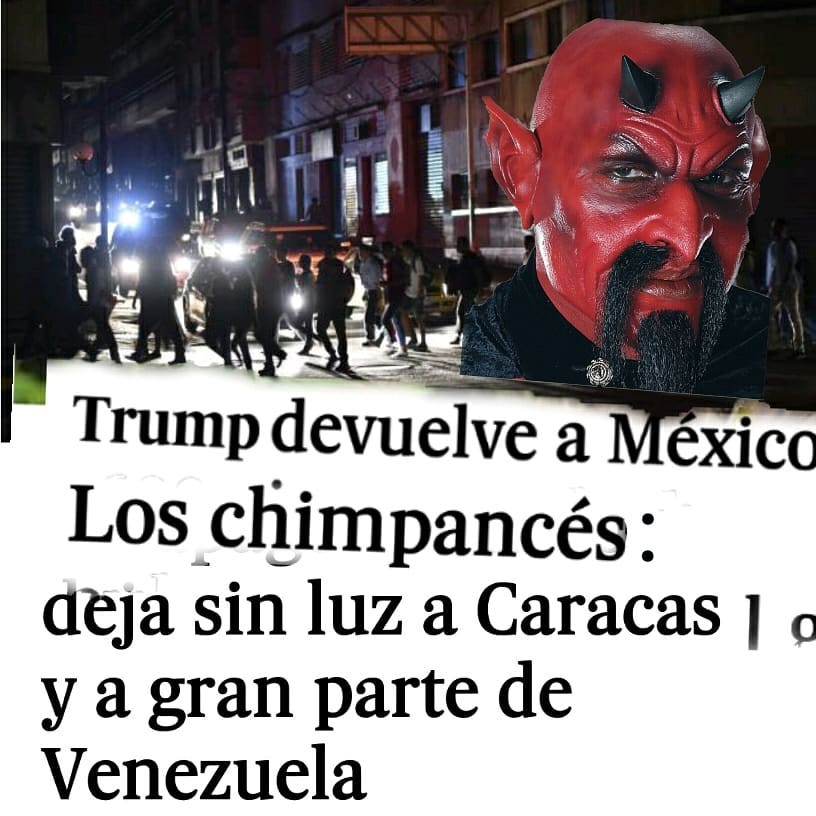 Trump devuelve a México
Los chimpancés:
deja sin luz a Caracas
y a gran parte de
Venezuela